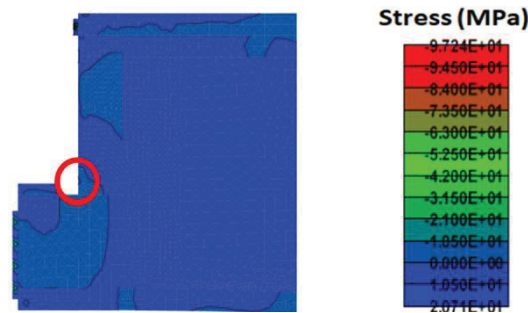 Stress (MPa)
-9.724E+01
-9.450E+01
-8.400E+01
-7.350E+01
-6.300E+01
-5.250E+01
-4.200E+01
-3.150E+01
-2.100E+01
-1.050E+01
0.000E+00
1.050E+01
2.071E+01